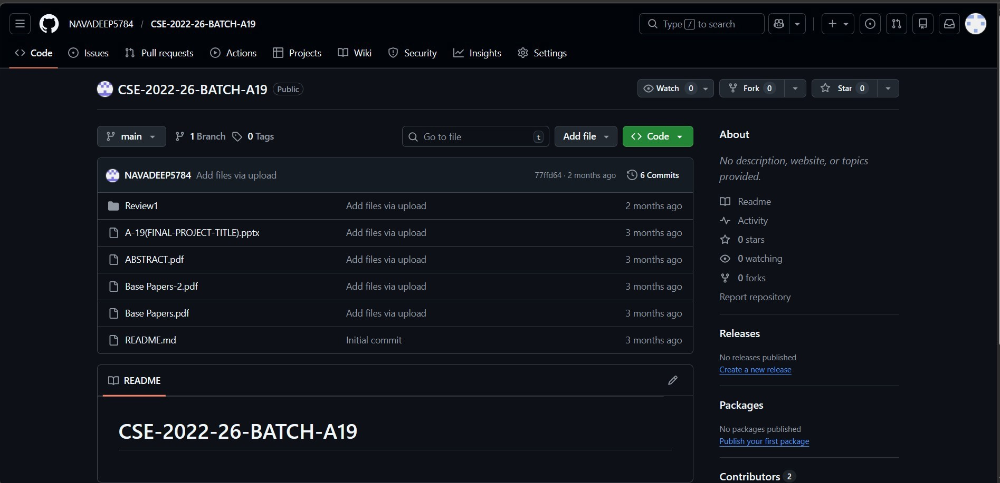 NAVADEEP5784 / CSE-2022-26-BATCH-A19
Type / to search
Code Issues Pull requests Actions Projects Wiki Security Insights Settings
CSE-2022-26-BATCH-A19 Public
Watch 0 Fork 0 Star 0
main 1 Branch 0 Tags
Go to file t Add file Code
NAVADEEP5784 Add files via upload 77ffd64 · 2 months ago 6 Commits
Review1 Add files via upload 2 months ago
A-19(FINAL-PROJECT-TITLE).pptx Add files via upload 3 months ago
ABSTRACT.pdf Add files via upload 3 months ago
Base Papers-2.pdf Add files via upload 3 months ago
Base Papers.pdf Add files via upload 3 months ago
README.md Initial commit 3 months ago
README
CSE-2022-26-BATCH-A19
About
No description, website, or topics
provided.
Readme
Activity
0 stars
0 watching
0 forks
Report repository
Releases
No releases published
Create a new release
Packages
No packages published
Publish your first package
Contributors 2